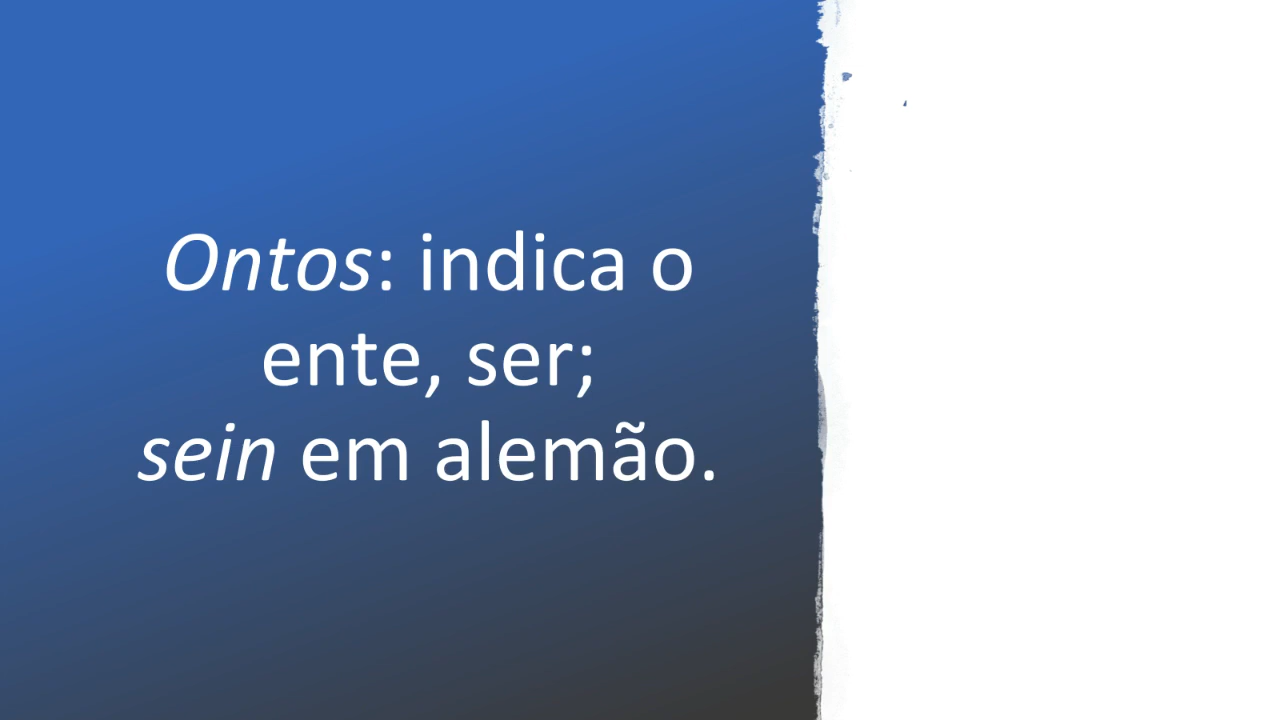 Ontos: indica o
ente, ser;
sein em alemão.